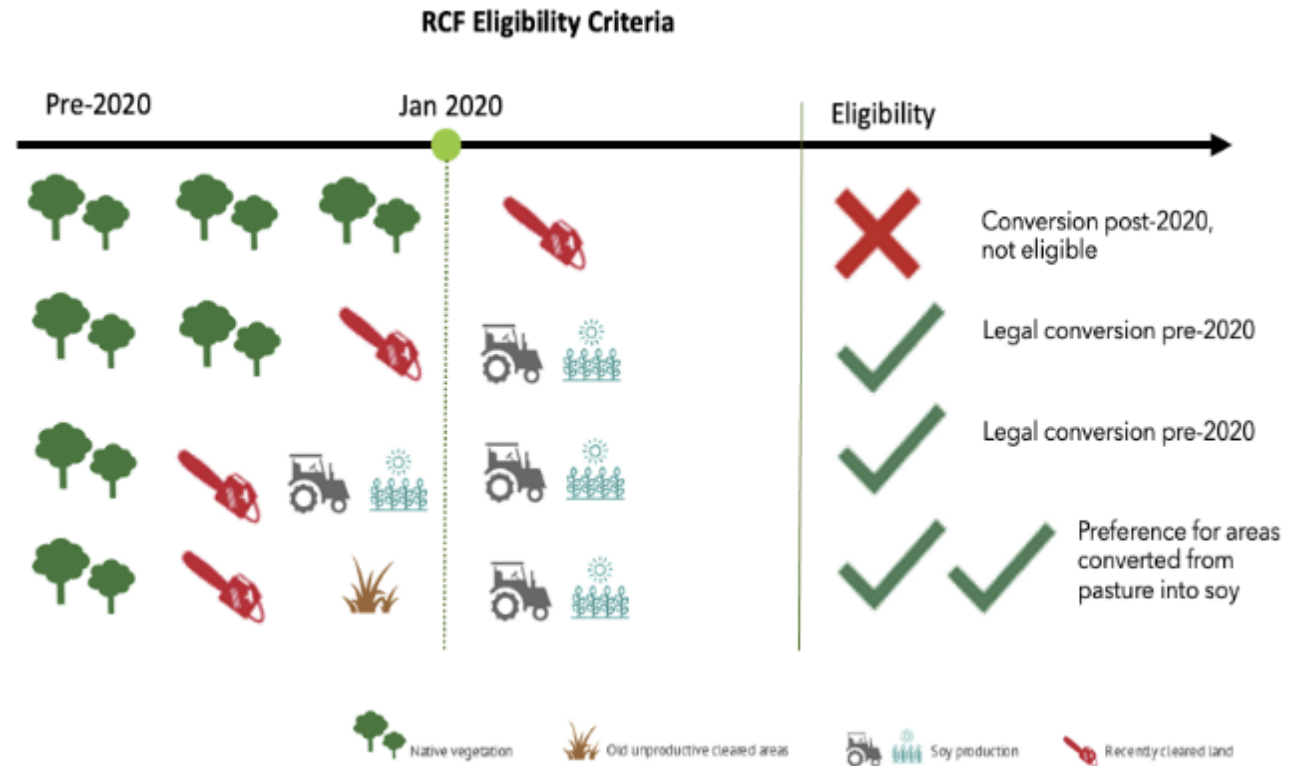 RCF Eligibility Criteria
Pre-2020
Jan 2020
Eligibility
Conversion post-2020,
not eligible
Legal conversion pre-2020
Legal conversion pre-2020
Preference for areas
converted from
pasture into soy
Native vegetation
Old unproductive cleared areas
Soy production
Recently cleared land